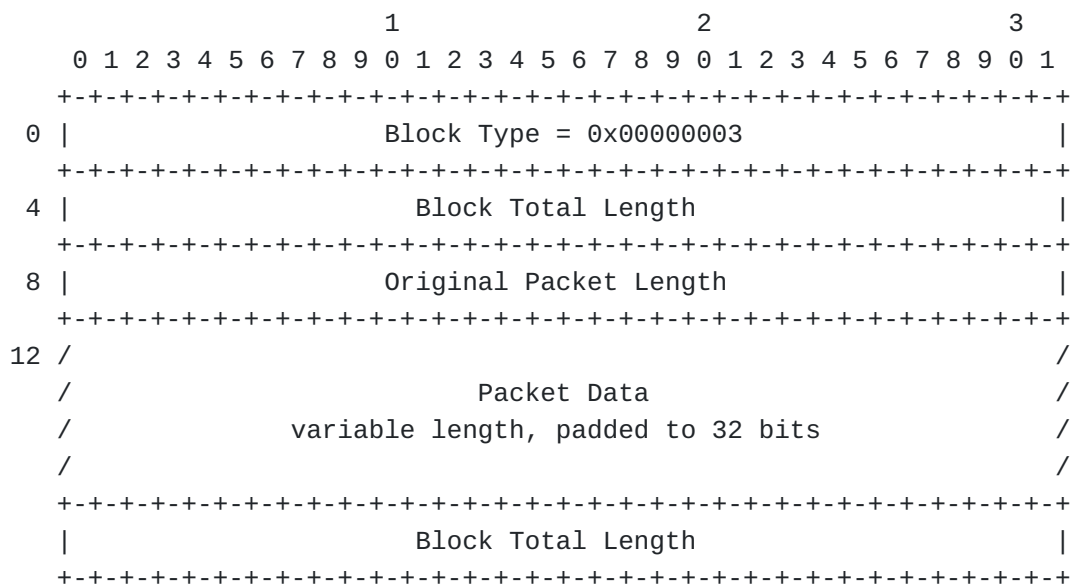 1                   2                   3
    0 1 2 3 4 5 6 7 8 9 0 1 2 3 4 5 6 7 8 9 0 1 2 3 4 5 6 7 8 9 0 1
   +-+-+-+-+-+-+-+-+-+-+-+-+-+-+-+-+-+-+-+-+-+-+-+-+-+-+-+-+-+-+-+-+
 0 |                    Block Type = 0x00000003                    |
   +-+-+-+-+-+-+-+-+-+-+-+-+-+-+-+-+-+-+-+-+-+-+-+-+-+-+-+-+-+-+-+-+
 4 |                      Block Total Length                       |
   +-+-+-+-+-+-+-+-+-+-+-+-+-+-+-+-+-+-+-+-+-+-+-+-+-+-+-+-+-+-+-+-+
 8 |                    Original Packet Length                     |
   +-+-+-+-+-+-+-+-+-+-+-+-+-+-+-+-+-+-+-+-+-+-+-+-+-+-+-+-+-+-+-+-+
12 /                                                               /
   /                          Packet Data                          /
   /              variable length, padded to 32 bits               /
   /                                                               /
   +-+-+-+-+-+-+-+-+-+-+-+-+-+-+-+-+-+-+-+-+-+-+-+-+-+-+-+-+-+-+-+-+
   |                      Block Total Length                       |
   +-+-+-+-+-+-+-+-+-+-+-+-+-+-+-+-+-+-+-+-+-+-+-+-+-+-+-+-+-+-+-+-+